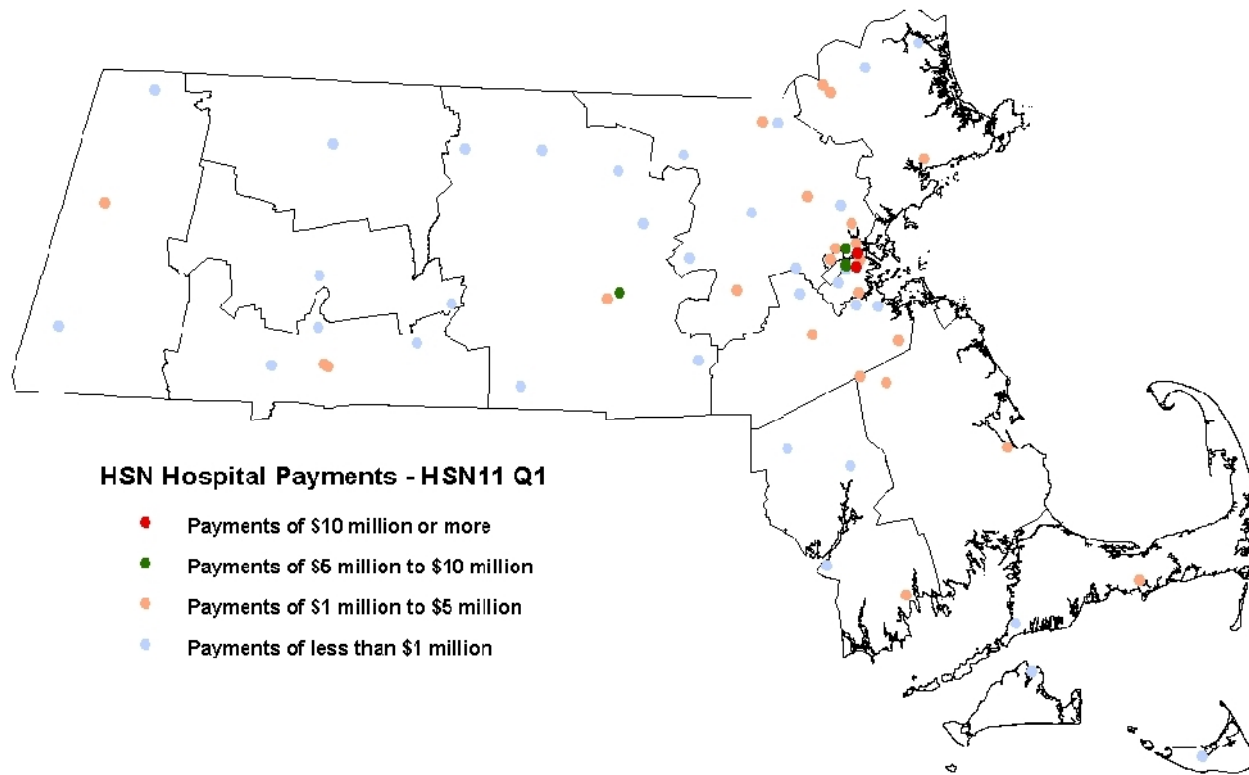 HSN Hospital Payments - HSN11 Q1
Payments of $10 million or more
Payments of $5 million to $10 million
Payments of $1 million to $5 million
Payments of less than $1 million